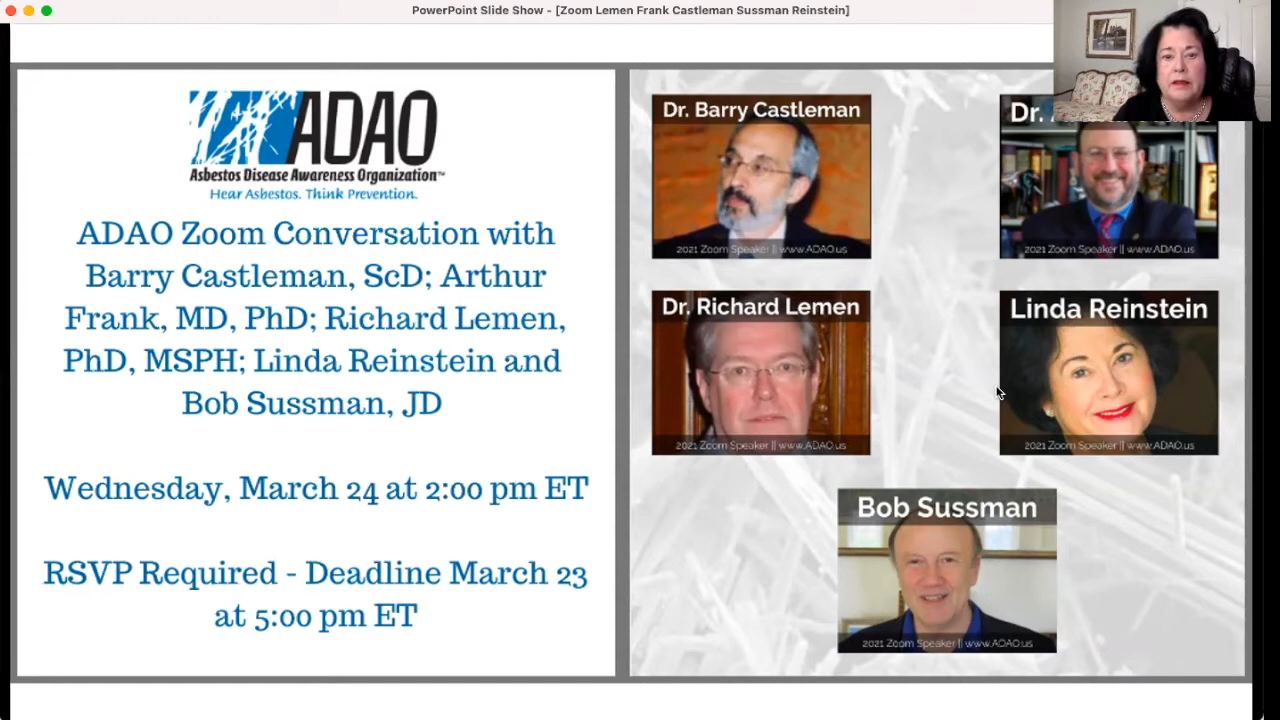 PowerPoint Slide Show - [Zoom Lemen Frank Castleman Sussman Reinstein]
ADAO
Asbestos Disease Awareness Organization™
Hear Asbestos. Think Prevention.
ADAO Zoom Conversation with
Barry Castleman, ScD; Arthur
Frank, MD, PhD; Richard Lemen,
PhD, MSPH; Linda Reinstein and
Bob Sussman, JD
Wednesday, March 24 at 2:00 pm ET
RSVP Required - Deadline March 23
at 5:00 pm ET
Dr. Barry Castleman
2021 Zoom Speaker || www.ADAO.us
Dr.
2021 Zoom Speaker || www.ADAO.us
Dr. Richard Lemen
2021 Zoom Speaker || www.ADAO.us
Linda Reinstein
2021 Zoom Speaker || www.ADAO.us
Bob Sussman
2021 Zoom Speaker || www.ADAO.us